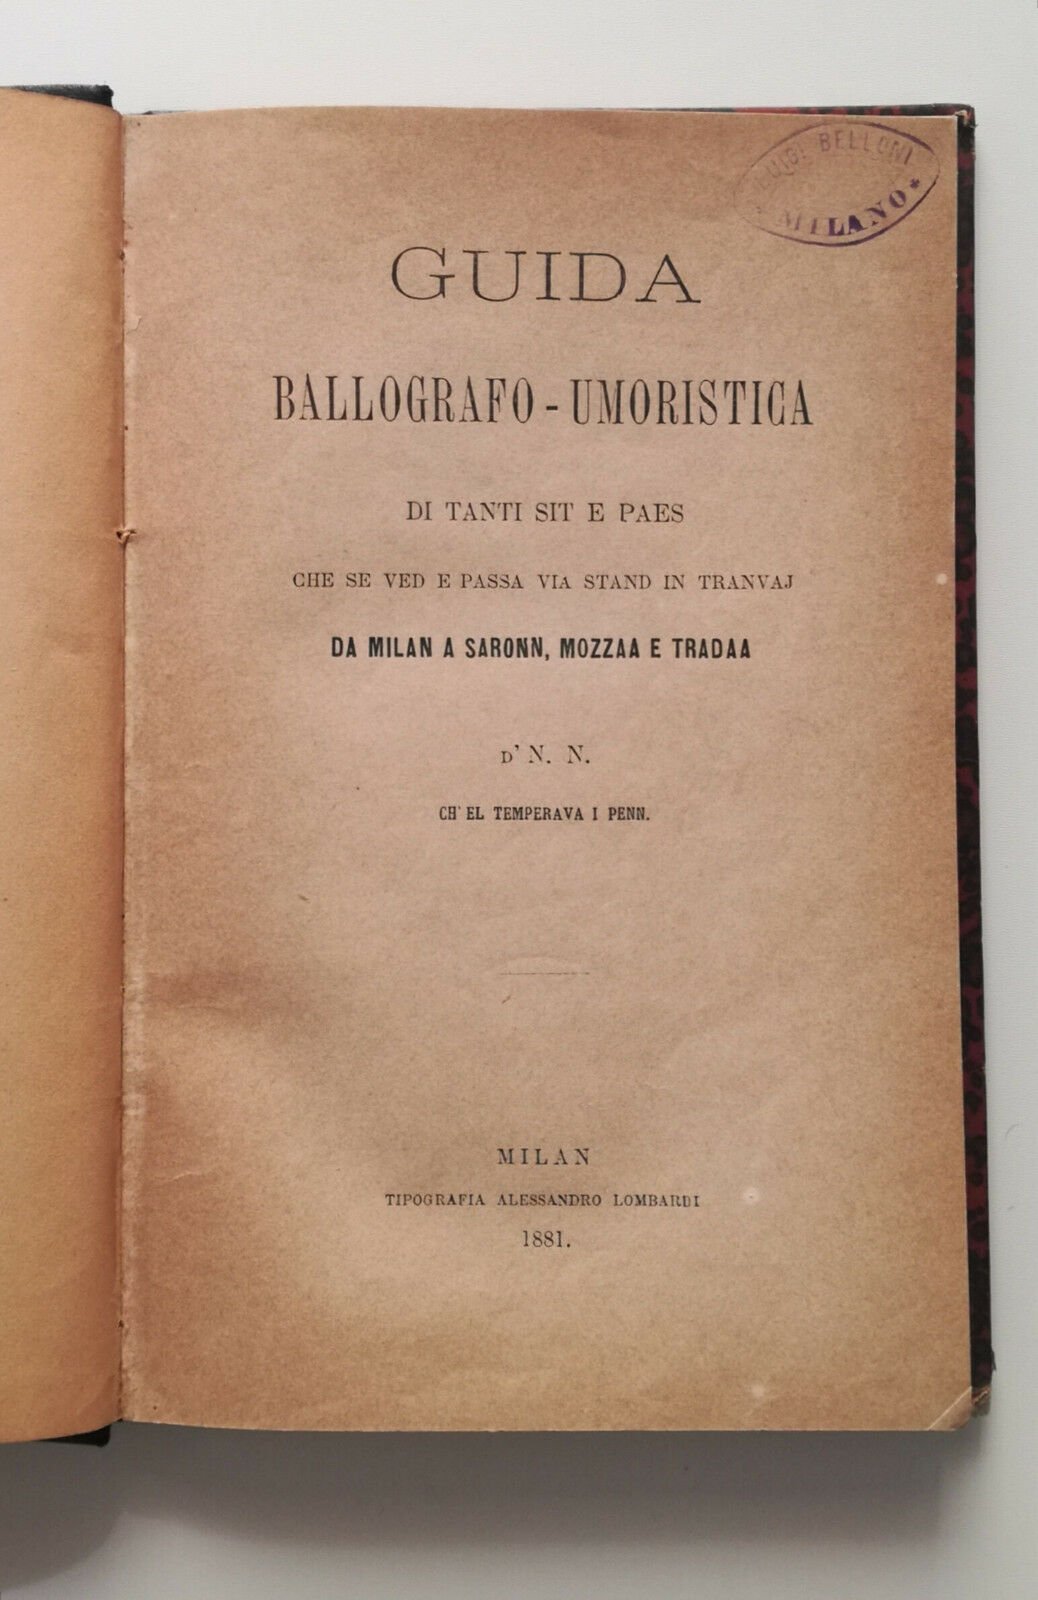 LUIGI BELLONI
MILANO*
GUIDA
BALLOGRAFO-UMORISTICA
DI TANTI SIT E PAES
CHE SE VED E PASSA VIA STAND IN TRANVAJ
DA MILAN A SARONN, MOZZAA E TRADAA
D' N. N.
CH' EL TEMPERAVA I PENN.
MILAN
TIPOGRAFIA ALESSANDRO LOMBARDI
1881.